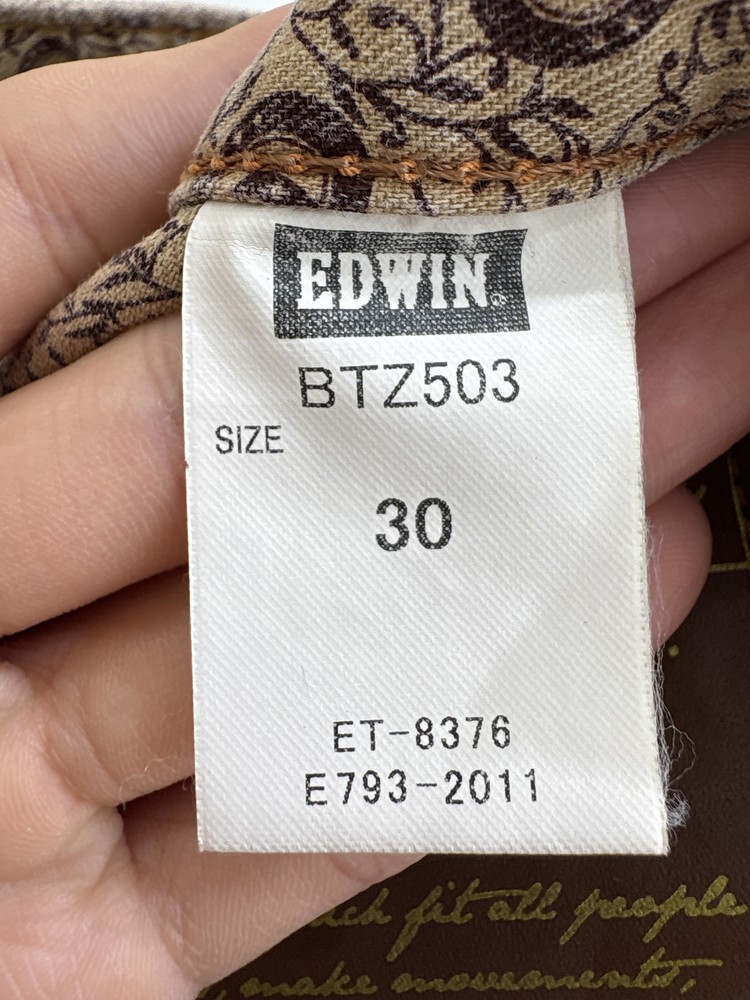 EDWIN
BTZ503
SIZE
30
ET-8376
E793-2011
fit all people
make movements,